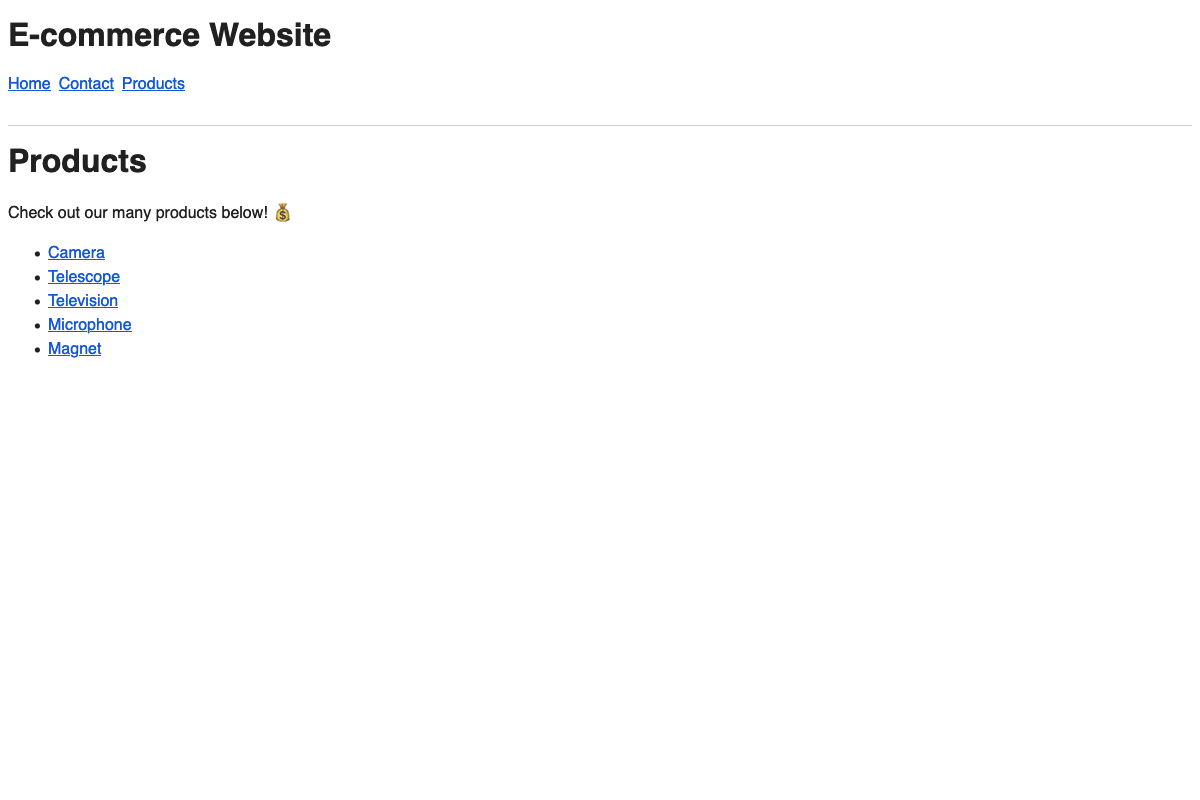 E-commerce Website
Home Contact Products
Products
Check out our many products below! 💰
• Camera
• Telescope
• Television
• Microphone
• Magnet